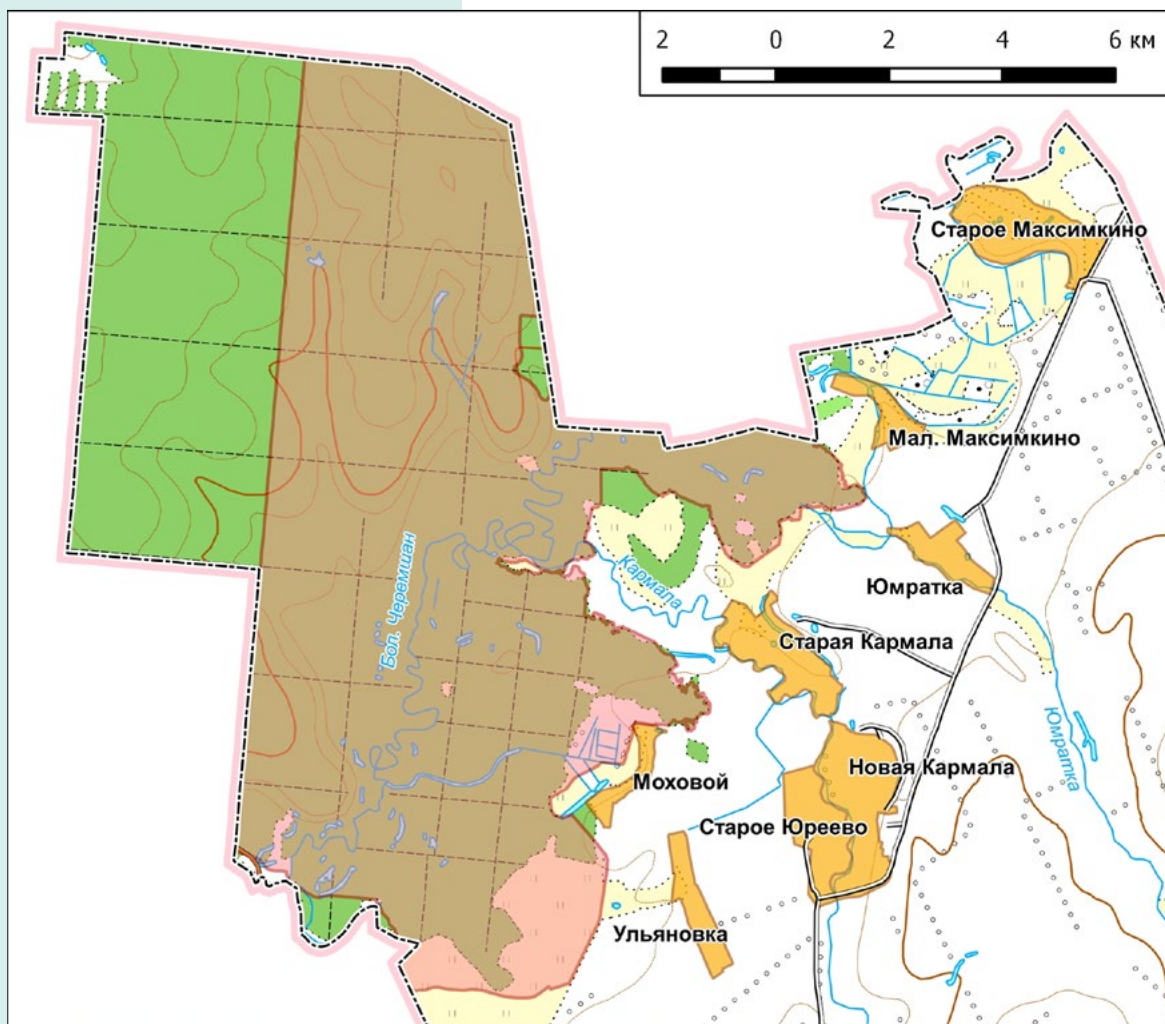 2 0 2 4 6 км
Старое Максимкино
Мал. Максимкино
Юмратка
Кармала
Бол. Черемшан
Старая Кармала
Юмратка
Новая Кармала
Моховой
Старое Юреево
Ульяновка